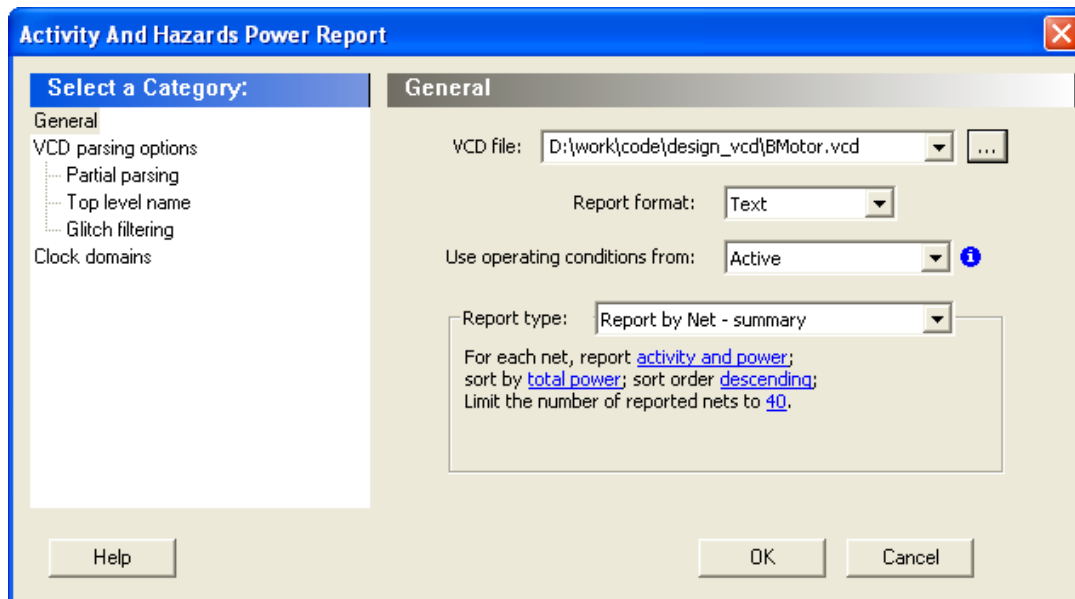 Activity And Hazards Power Report
Select a Category:
General
VCD parsing options
Partial parsing
Top level name
Glitch filtering
Clock domains
General
VCD file: D:\work\code\design_vcd\BMotor.vcd ...
Report format: Text
Use operating conditions from: Active
Report type: Report by Net - summary
For each net, report activity and power;
sort by total power; sort order descending;
Limit the number of reported nets to 40.
Help OK Cancel